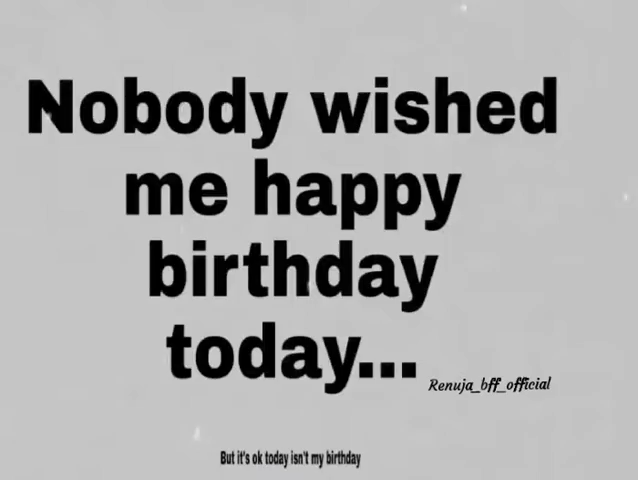 Nobody wished
me happy
birthday
today...
Renuja_bff_official
But it's ok today isn't my birthday